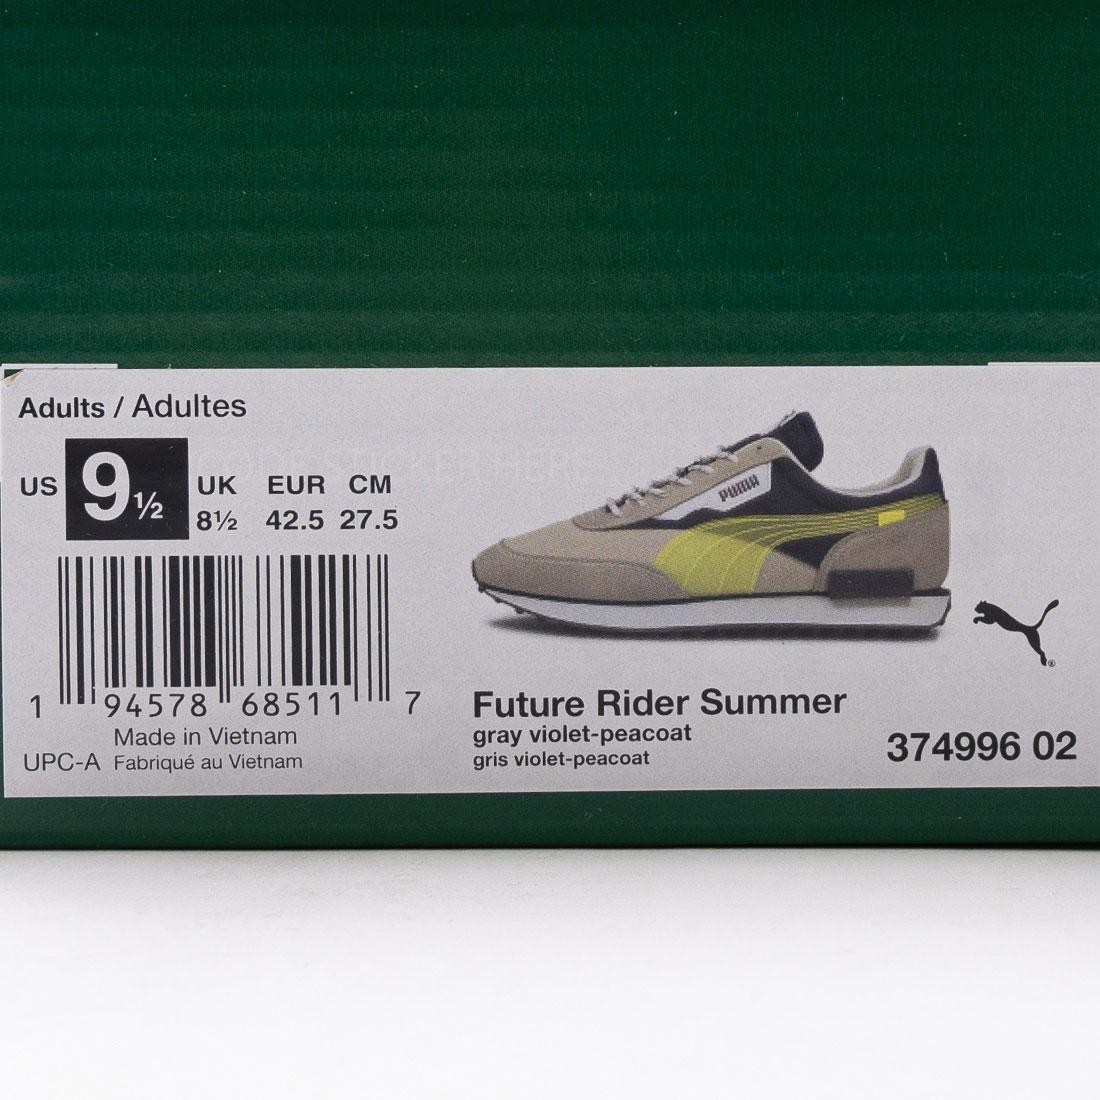 Adults / Adultes
US 9½ UK EUR CM
8½ 42.5 27.5
PUMA
1 94578 68511 7
Made in Vietnam
UPC-A Fabriqué au Vietnam
Future Rider Summer
gray violet-peacoat
gris violet-peacoat
374996 02